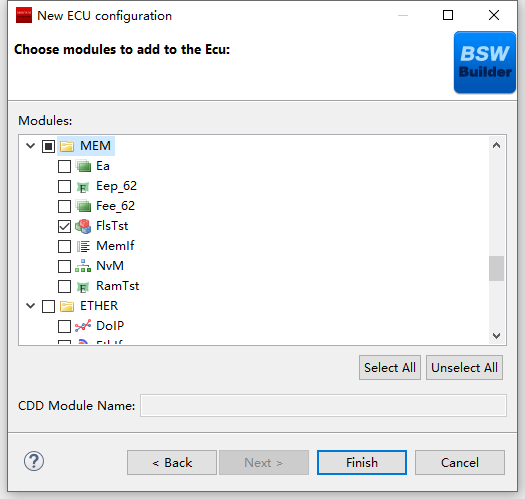 New ECU configuration
Choose modules to add to the Ecu:
BSW
Builder
Modules:
MEM
Ea
Eep_62
Fee_62
FlsTst
MemIf
NvM
RamTst
ETHER
DoIP
EthIf
Select All
Unselect All
CDD Module Name:
< Back
Next >
Finish
Cancel